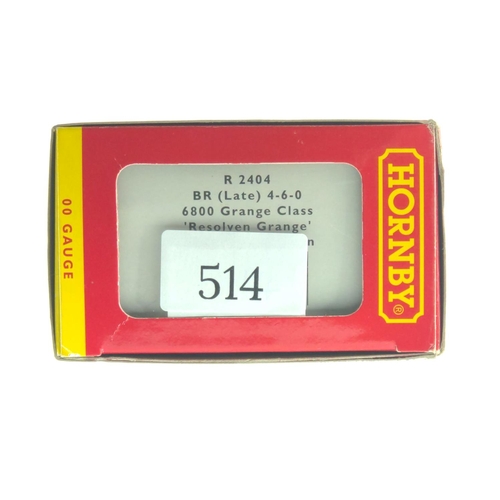 R 2404
BR (Late) 4-6-0
6800 Grange Class
'Resolven Grange'
514
HORNBY®
00 GAUGE